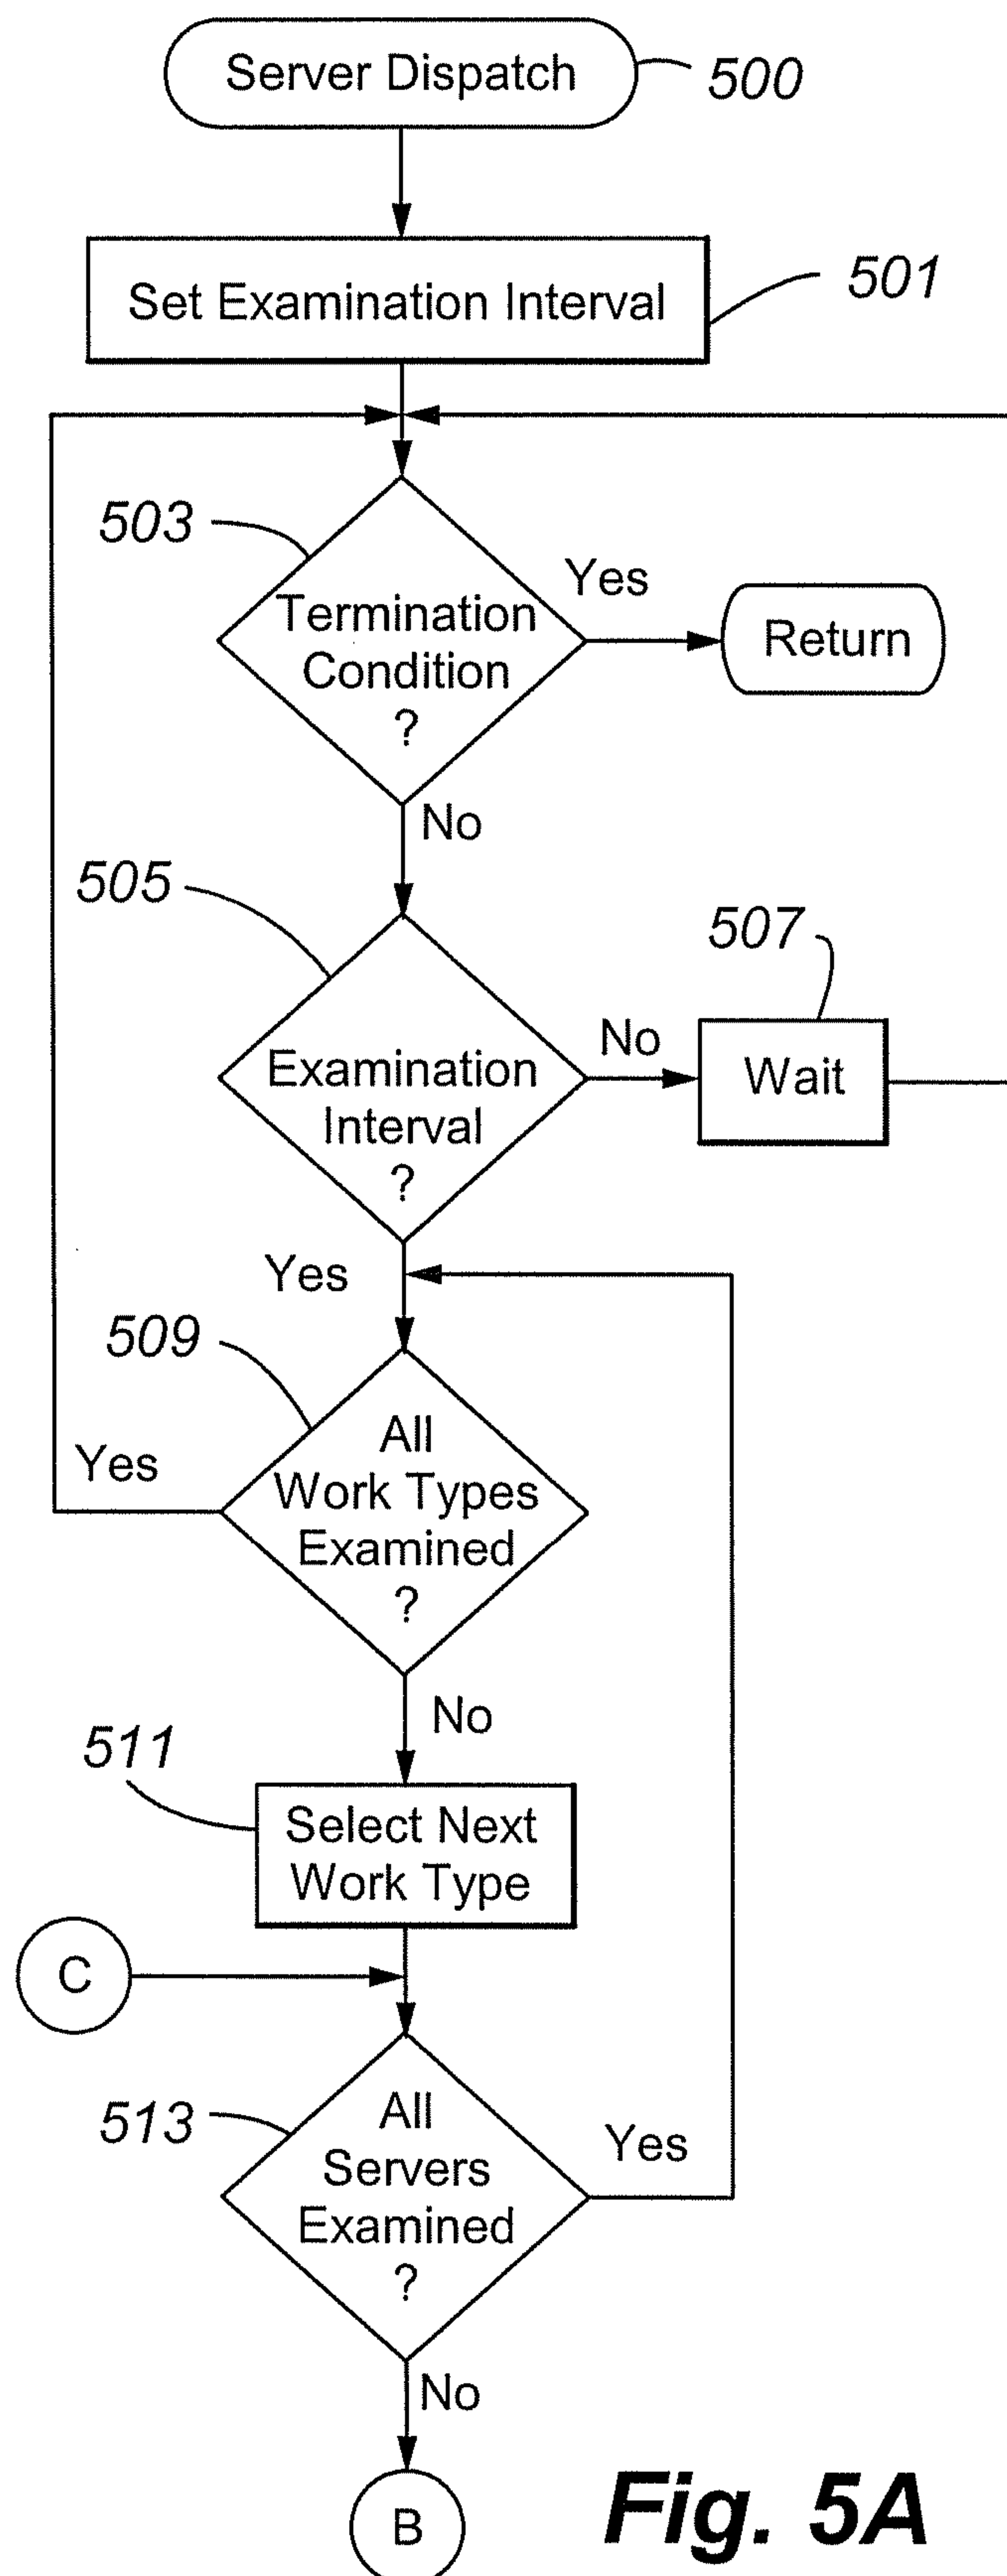 Server Dispatch
500
Set Examination Interval
501
503
Termination
Condition
?
Yes
Return
No
505
Examination
Interval
?
No
507
Wait
Yes
509
All
Work Types
Examined
?
Yes
No
511
Select Next
Work Type
C
513
All
Servers
Examined
?
Yes
No
B
Fig. 5A